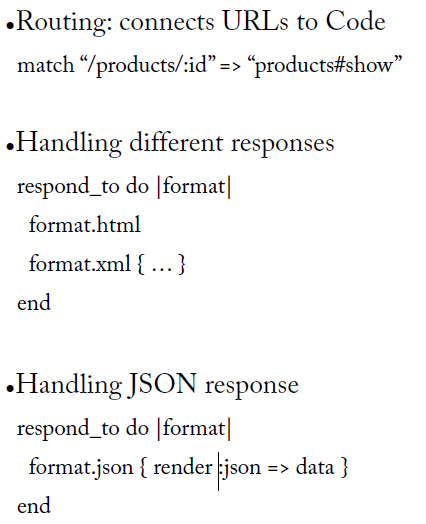 •Routing: connects URLs to Code
match “/products/:id” => “products#show”
•Handling different responses
respond_to do |format|
format.html
format.xml { … }
end
•Handling JSON response
respond_to do |format|
format.json { render :json => data }
end